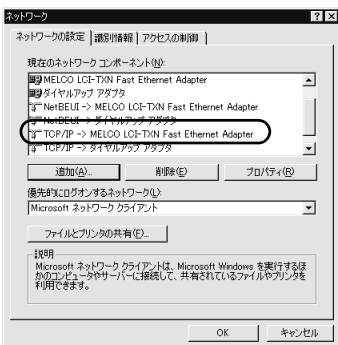 ネットワーク
ネットワークの設定 識別情報 アクセスの制御
現在のネットワーク コンポーネント(N):
MELCO LCI-TXN Fast Ethernet Adapter
ダイヤルアップ アダプタ
NetBEUI -> MELCO LCI-TXN Fast Ethernet Adapter
NetBEUI -> ダイヤルアップ アダプタ
TCP/IP -> MELCO LCI-TXN Fast Ethernet Adapter
TCP/IP -> ダイヤルアップ アダプタ
追加(A)... 削除(E) プロパティ(R)
優先的にログオンするネットワーク(L):
Microsoft ネットワーク クライアント
ファイルとプリンタの共有(F)...
説明
Microsoft ネットワーク クライアントは、Microsoft Windows を実行するほ
かのコンピュータやサーバーに接続して、共有されているファイルやプリンタを
利用できます。
OK キャンセル